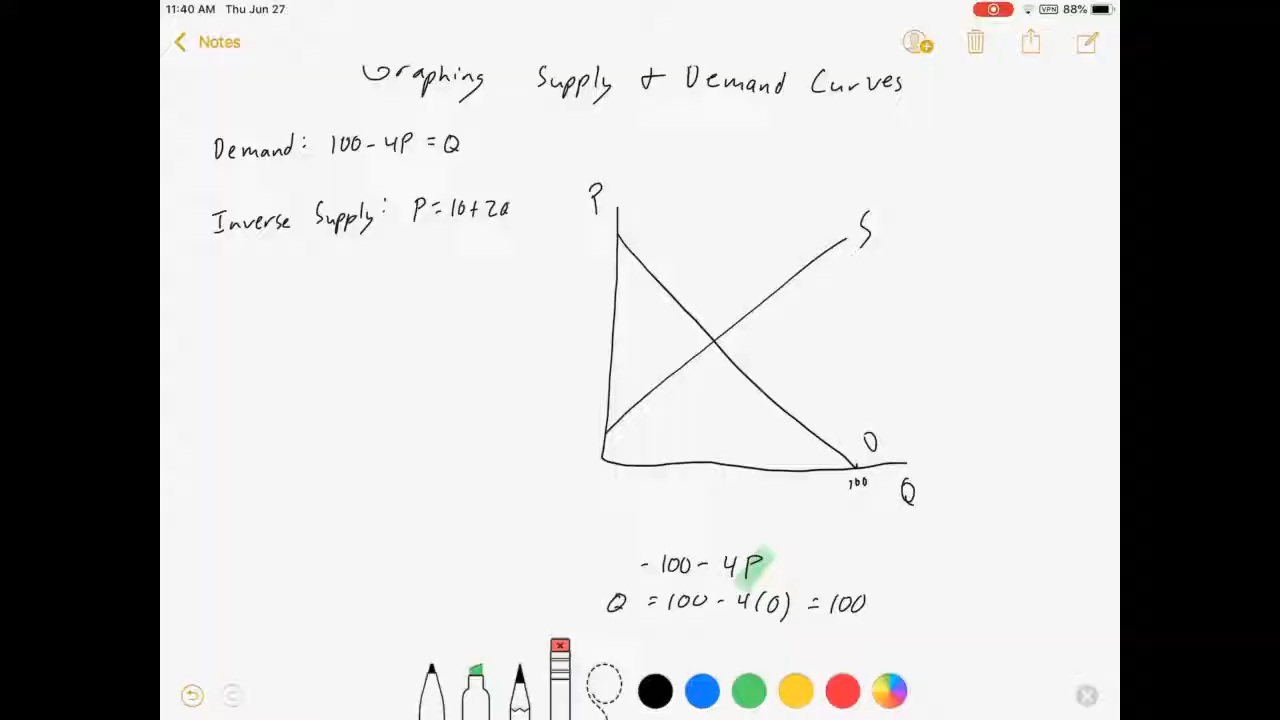 11:40 AM Thu Jun 27
VPN 88%
Notes
Graphing Supply + Demand Curves
Demand: 100 - 4P = Q
Inverse Supply: P = 10 + 2Q
P
S
D
100
Q
- 100 - 4P
Q = 100 - 4(0) = 100